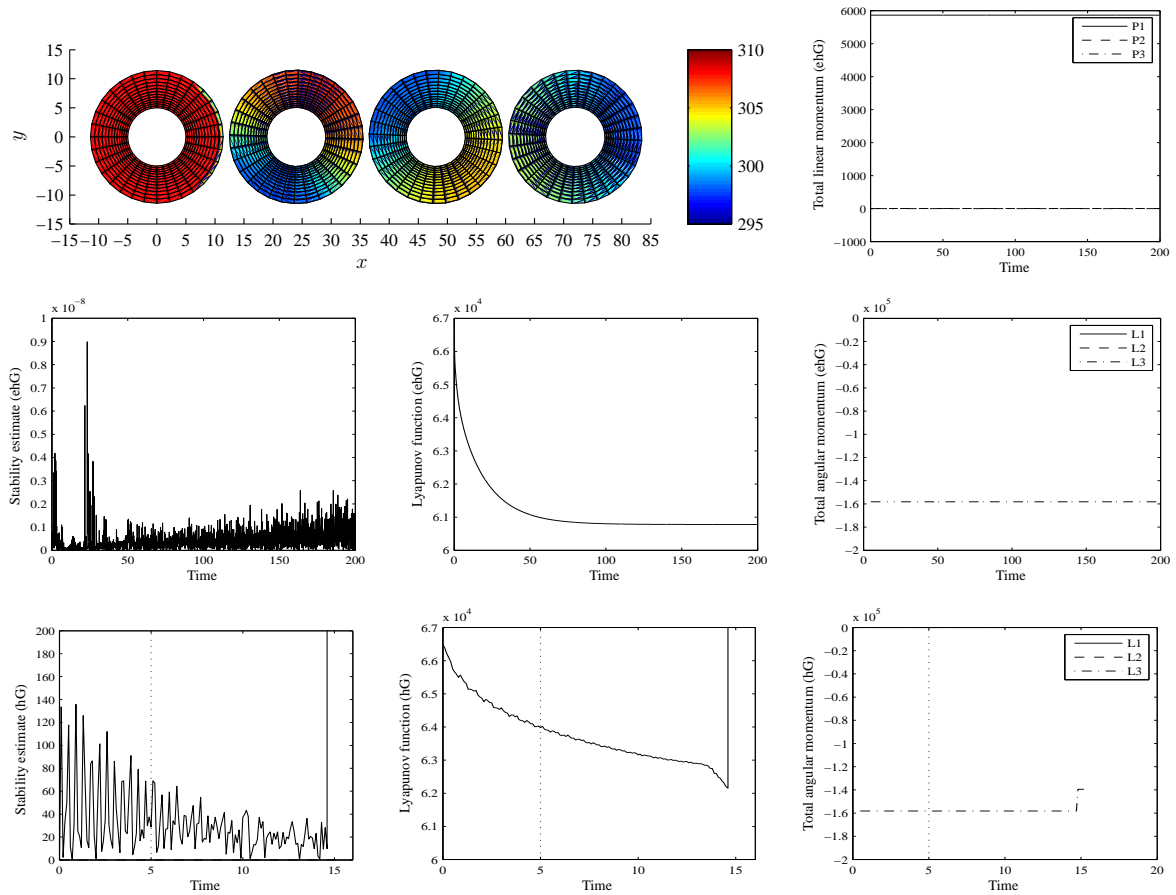 15
10
5
0
−5
−10
−15
y
−15−10 −5 0 5 10 15 20 25 30 35 40 45 50 55 60 65 70 75 80 85
x
310
305
300
295
6000
5000
4000
3000
2000
1000
0
−1000
Total linear momentum (ehG)
P1
P2
P3
0 50 100 150 200
Time
x 10−8
1
0.9
0.8
0.7
0.6
0.5
0.4
0.3
0.2
0.1
0
Stability estimate (ehG)
0 50 100 150 200
Time
x 10^4
6.7
6.6
6.5
6.4
6.3
6.2
6.1
6
Lyapunov function (ehG)
0 50 100 150 200
Time
x 10^5
0
−0.2
−0.4
−0.6
−0.8
−1
−1.2
−1.4
−1.6
−1.8
−2
Total angular momentum (ehG)
L1
L2
L3
0 50 100 150 200
Time
200
180
160
140
120
100
80
60
40
20
0
Stability estimate (hG)
0 5 10 15
Time
x 10^4
6.7
6.6
6.5
6.4
6.3
6.2
6.1
6
Lyapunov function (hG)
0 5 10 15
Time
x 10^5
0
−0.2
−0.4
−0.6
−0.8
−1
−1.2
−1.4
−1.6
−1.8
−2
Total angular momentum (hG)
L1
L2
L3
0 5 10 15 20
Time